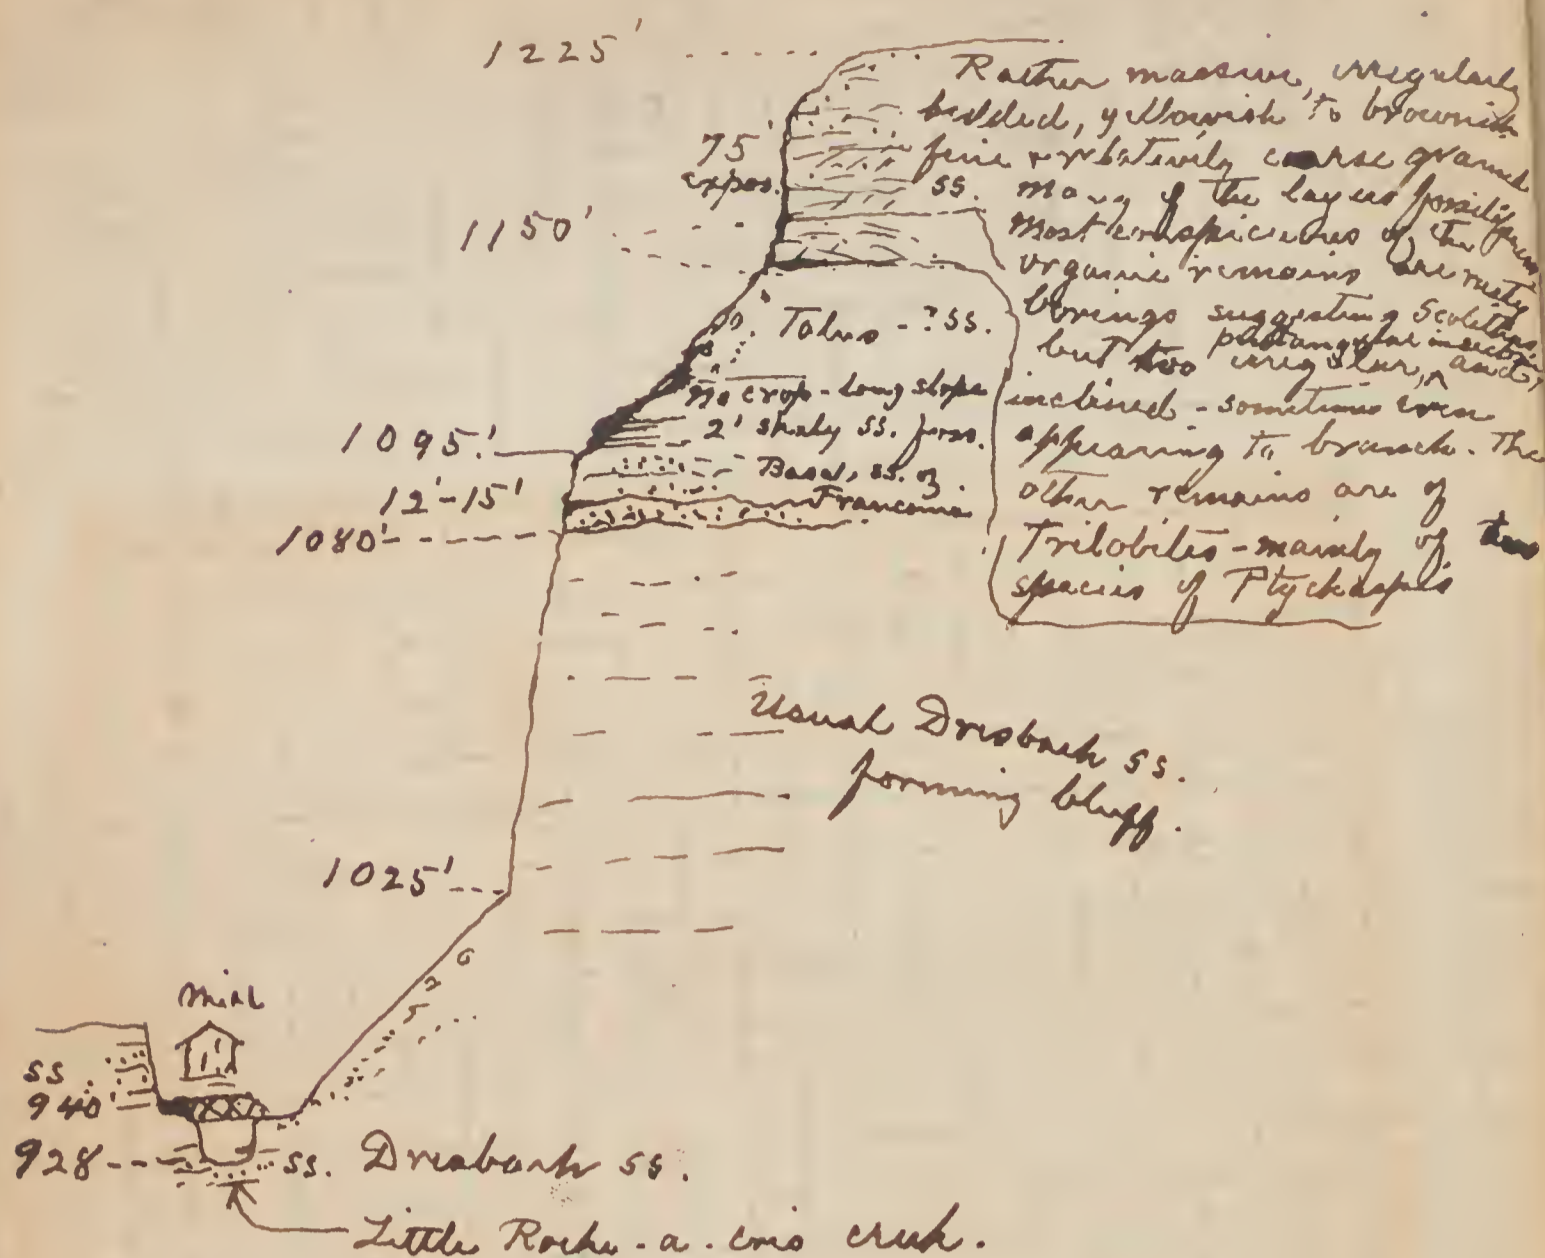 1225'
Rather massive, irregularly
bedded, yellowish to brownish
fine & relatively coarse grained
75'
expos.
ss. Many of the layers fossiliferous
1150'
Most conspicuous of the
organic remains are rusty
borings suggesting Scolithus,
but too irregular, and
inclined - sometimes even
appearing to branch. The
other remains are of
Trilobites - mainly of two
species of Ptychaspis
Talus - ? ss.
No crop - long slope
2' shaly ss. foss.
1095'
Basal, ss. of
Franconia
12'-15'
1080'
Usual Dresbach ss.
forming bluff.
1025'
Mill
ss
940'
928 ss. Dresbach ss.
Little Roche-a-cris creek.